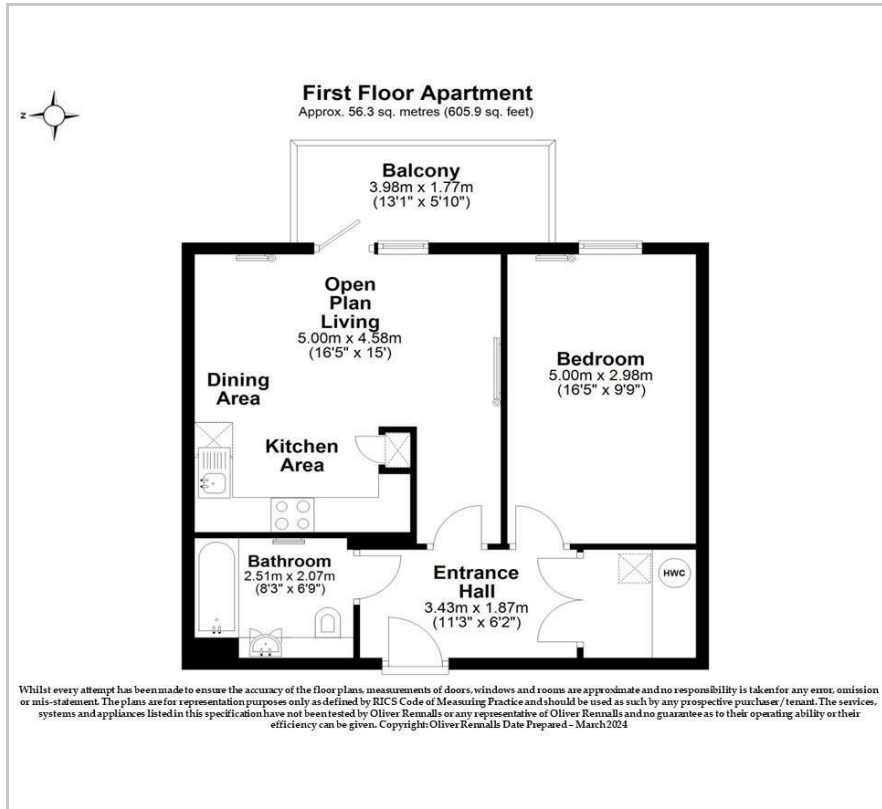 First Floor Apartment
Approx. 56.3 sq. metres (605.9 sq. feet)
Z
Balcony
3.98m x 1.77m
(13'1" x 5'10")
Open
Plan
Living
5.00m x 4.58m
(16'5" x 15')
Bedroom
5.00m x 2.98m
(16'5" x 9'9")
Dining
Area
Kitchen
Area
Bathroom
2.51m x 2.07m
(8'3" x 6'9")
Entrance
Hall
3.43m x 1.87m
(11'3" x 6'2")
HWC
Whilst every attempt has been made to ensure the accuracy of the floor plans, measurements of doors, windows and rooms are approximate and no responsibility is taken for any error, omission
or mis-statement. The plans are for representation purposes only as defined by RICS Code of Measuring Practice and should be used as such by any prospective purchaser / tenant. The services,
systems and appliances listed in this specification have not been tested by Oliver Rennalls or any representative of Oliver Rennalls and no guarantee as to their operating ability or their
efficiency can be given. Copyright: Oliver Rennalls Date Prepared – March 2024